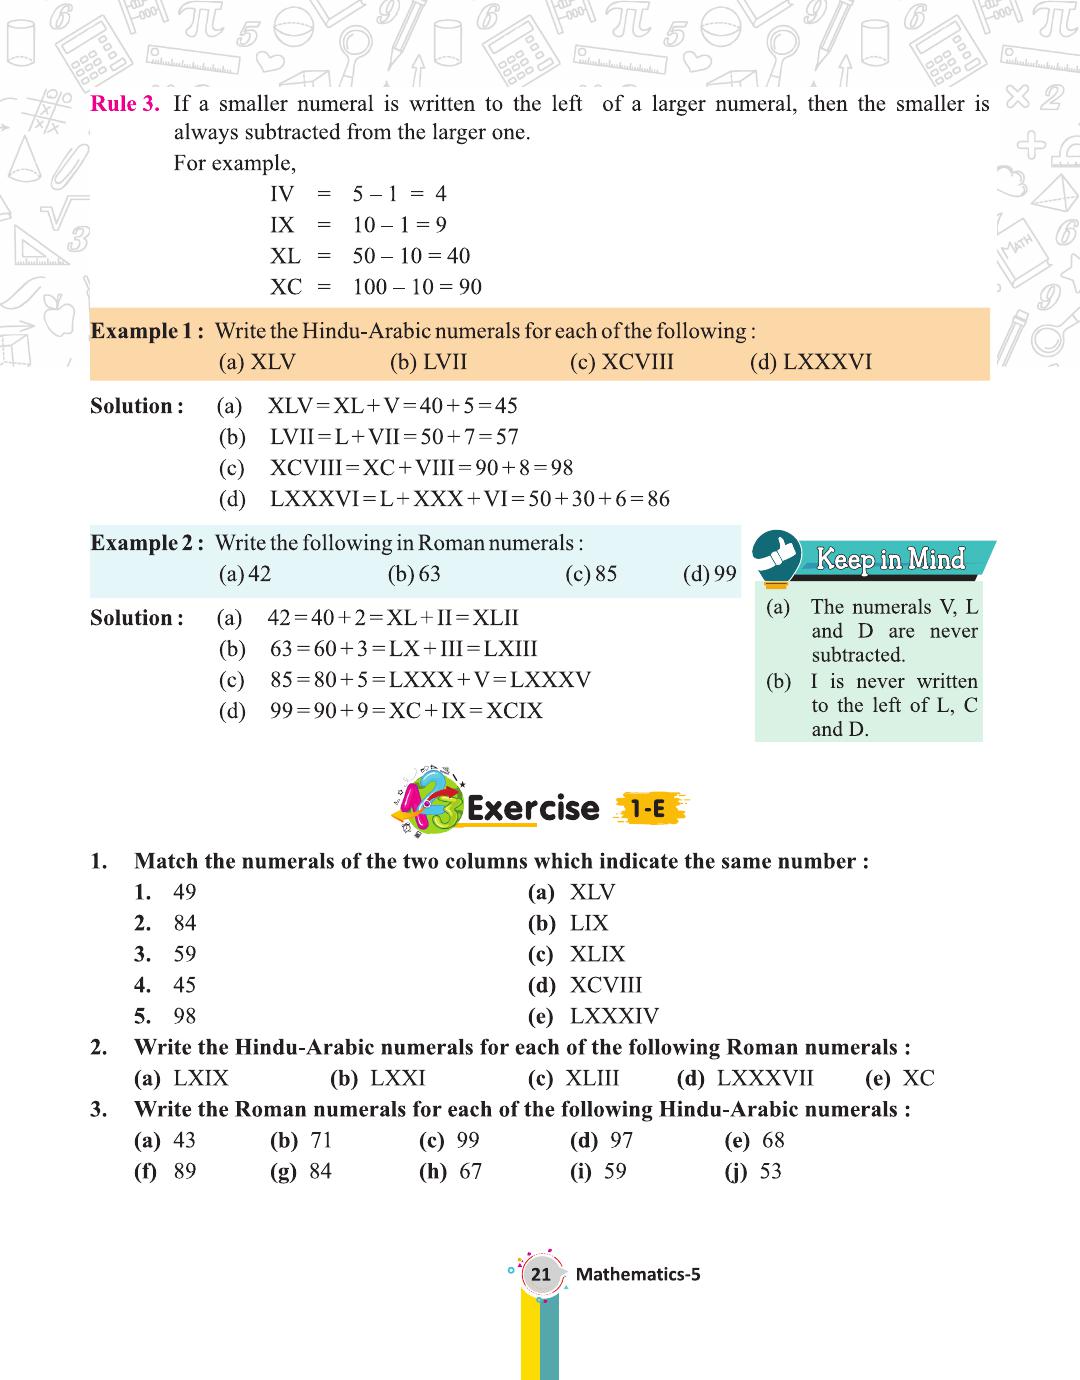 Rule 3. If a smaller numeral is written to the left of a larger numeral, then the smaller is
always subtracted from the larger one.
For example,
IV = 5 – 1 = 4
IX = 10 – 1 = 9
XL = 50 – 10 = 40
XC = 100 – 10 = 90
Example 1 : Write the Hindu-Arabic numerals for each of the following :
(a) XLV (b) LVII (c) XCVIII (d) LXXXVI
Solution : (a) XLV = XL + V = 40 + 5 = 45
(b) LVII = L + VII = 50 + 7 = 57
(c) XCVIII = XC + VIII = 90 + 8 = 98
(d) LXXXVI = L + XXX + VI = 50 + 30 + 6 = 86
Example 2 : Write the following in Roman numerals :
(a) 42 (b) 63 (c) 85 (d) 99
Solution : (a) 42 = 40 + 2 = XL + II = XLII
(b) 63 = 60 + 3 = LX + III = LXIII
(c) 85 = 80 + 5 = LXXX + V = LXXXV
(d) 99 = 90 + 9 = XC + IX = XCIX
Keep in Mind
(a) The numerals V, L
and D are never
subtracted.
(b) I is never written
to the left of L, C
and D.
Exercise 1-E
1. Match the numerals of the two columns which indicate the same number :
1. 49 (a) XLV
2. 84 (b) LIX
3. 59 (c) XLIX
4. 45 (d) XCVIII
5. 98 (e) LXXXIV
2. Write the Hindu-Arabic numerals for each of the following Roman numerals :
(a) LXIX (b) LXXI (c) XLIII (d) LXXXVII (e) XC
3. Write the Roman numerals for each of the following Hindu-Arabic numerals :
(a) 43 (b) 71 (c) 99 (d) 97 (e) 68
(f) 89 (g) 84 (h) 67 (i) 59 (j) 53
21 Mathematics-5